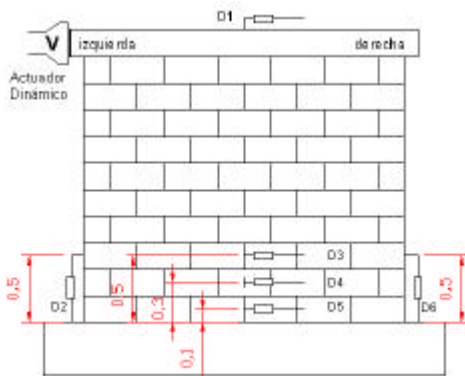 D1
V
izquierda
derecha
Actuador
Dinámico
D3
0,5
0,5
0,5
D4
D2
0,3
D5
D6
0,1